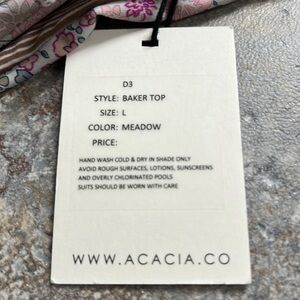 D3
STYLE: BAKER TOP
SIZE: L
COLOR: MEADOW
PRICE:
HAND WASH COLD & DRY IN SHADE ONLY
AVOID ROUGH SURFACES, LOTIONS, SUNSCREENS
AND OVERLY CHLORINATED POOLS
SUITS SHOULD BE WORN WITH CARE
WWW.ACACIA.CO